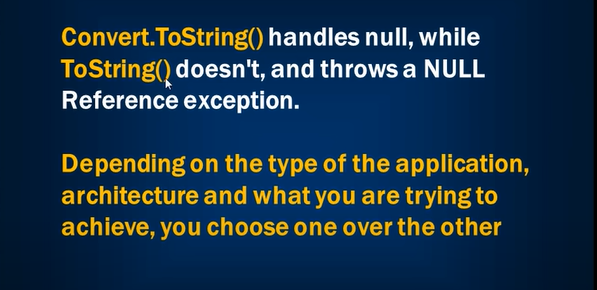 Convert.ToString() handles null, while
ToString() doesn't, and throws a NULL
Reference exception.
Depending on the type of the application,
architecture and what you are trying to
achieve, you choose one over the other